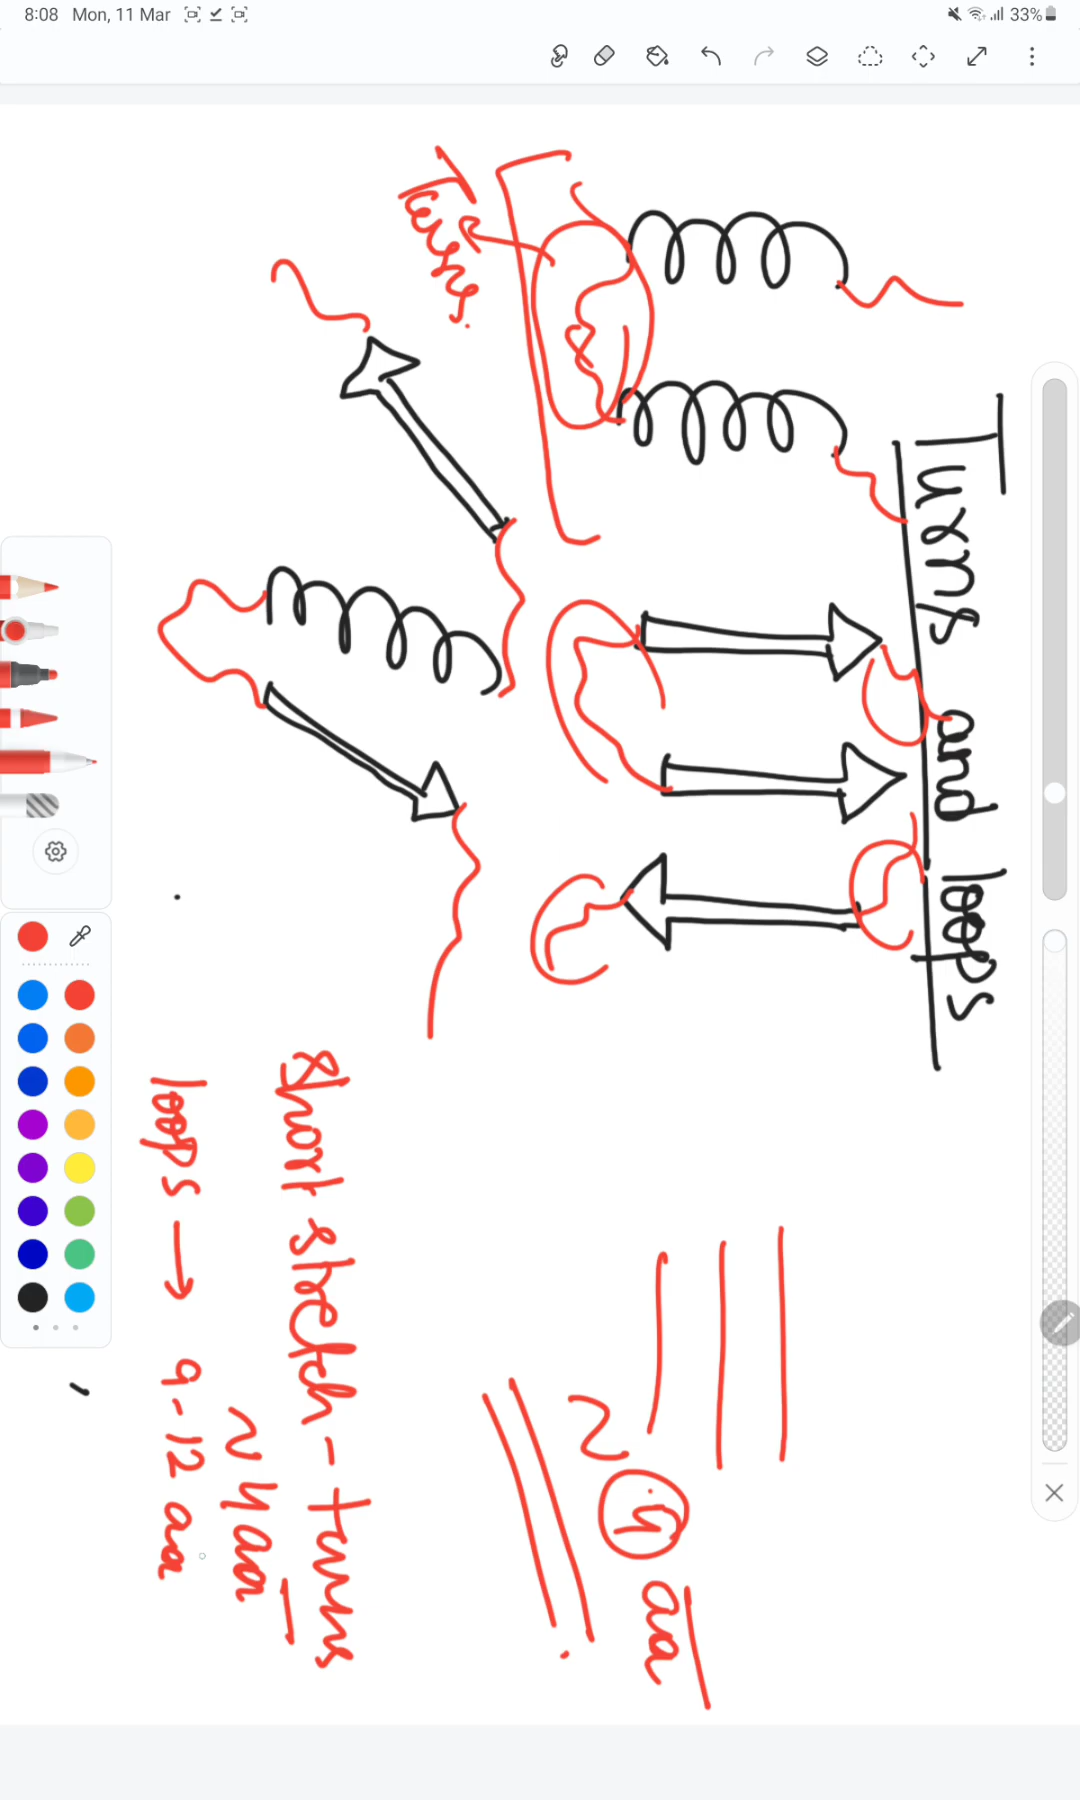 8:08 Mon, 11 Mar
33%
Turns and loops
Turns.
~ 4 aa
short stretch - turns
~ 4aa
loops → 9-12 aa